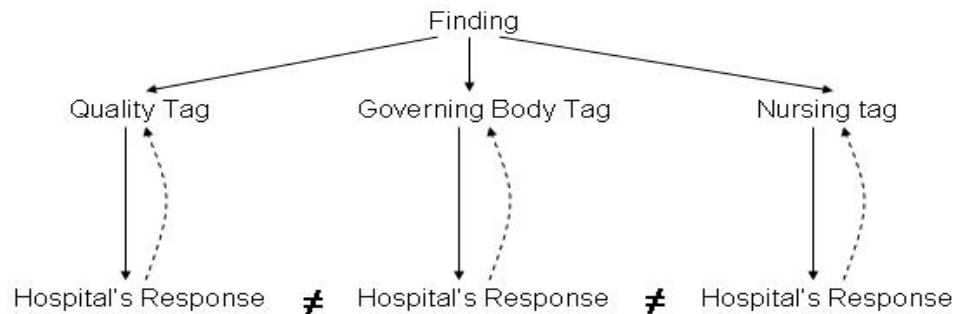 Finding
Quality Tag Governing Body Tag Nursing tag
Hospital's Response ≠ Hospital's Response ≠ Hospital's Response